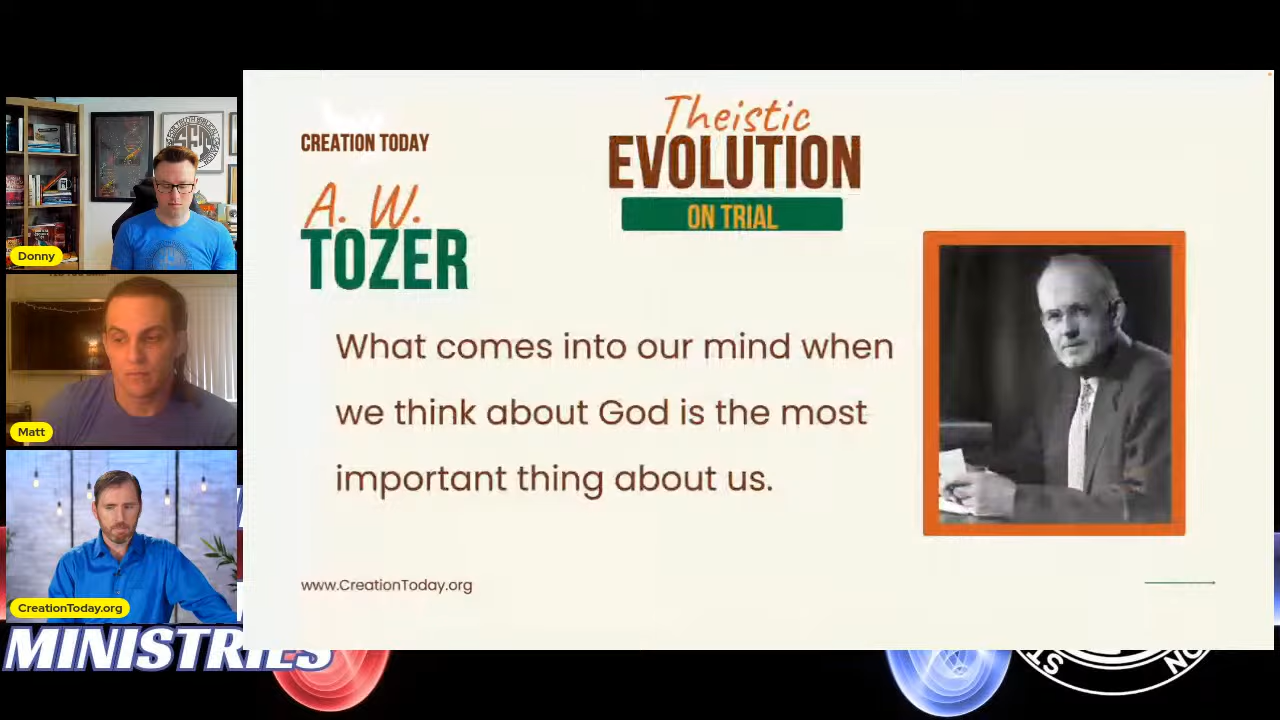 CREATION TODAY
Theistic
EVOLUTION
ON TRIAL
A. W.
TOZER
What comes into our mind when
we think about God is the most
important thing about us.
www.CreationToday.org
Donny
Matt
CreationToday.org
MINISTRIES